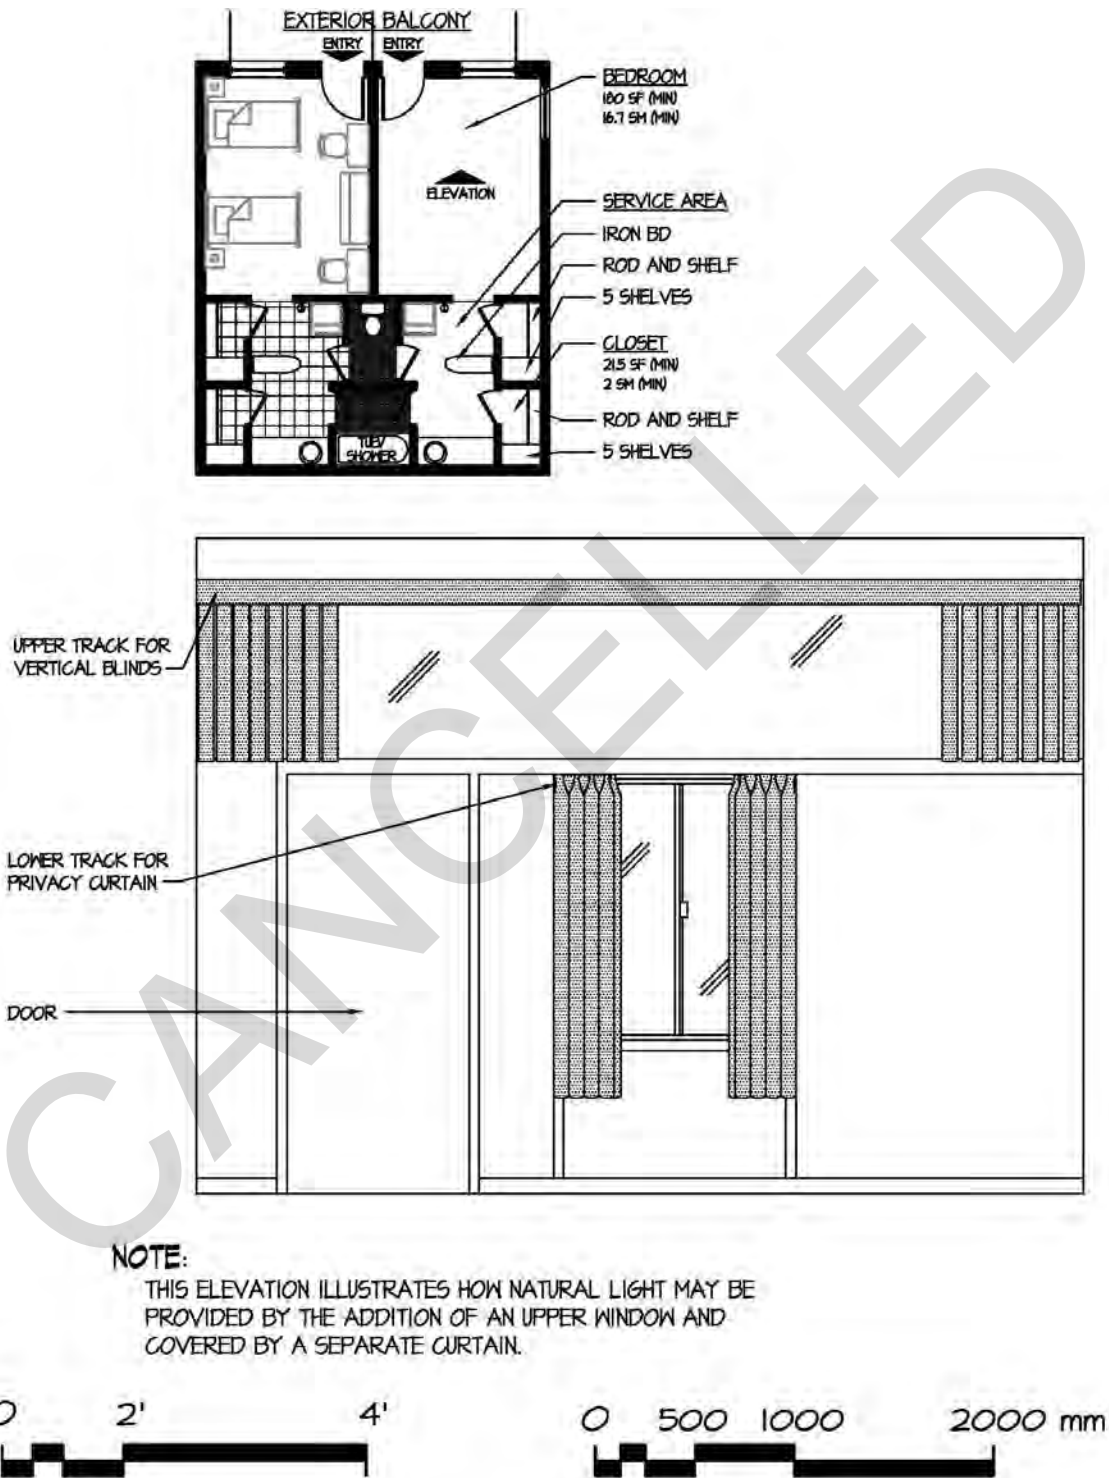 EXTERIOR BALCONY
ENTRY ENTRY
BEDROOM
180 SF (MIN)
16.7 SM (MIN)
ELEVATION
SERVICE AREA
IRON BD
ROD AND SHELF
5 SHELVES
CLOSET
21.5 SF (MIN)
2 SM (MIN)
ROD AND SHELF
5 SHELVES
TUB/
SHOWER
CANCELLED
UPPER TRACK FOR
VERTICAL BLINDS
LOWER TRACK FOR
PRIVACY CURTAIN
DOOR
NOTE:
THIS ELEVATION ILLUSTRATES HOW NATURAL LIGHT MAY BE
PROVIDED BY THE ADDITION OF AN UPPER WINDOW AND
COVERED BY A SEPARATE CURTAIN.
0 2' 4' 0 500 1000 2000 mm